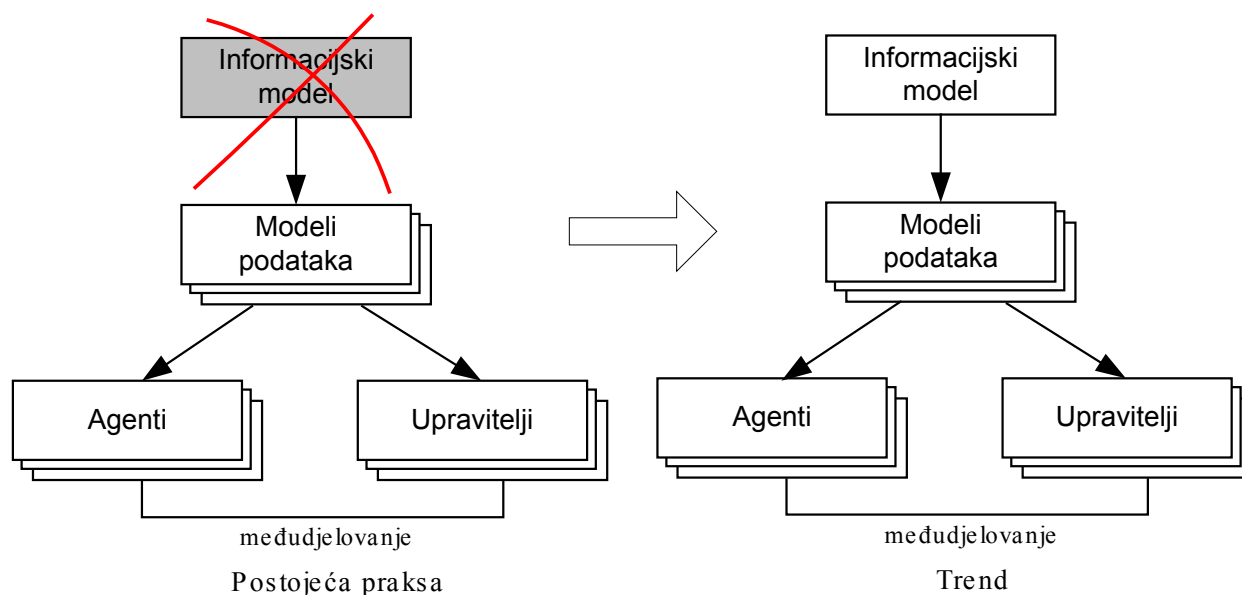 Informacijski
model
Modeli
podataka
Agenti
Upravitelji
međudjelovanje
Postojeća praksa
Informacijski
model
Modeli
podataka
Agenti
Upravitelji
međudjelovanje
Trend